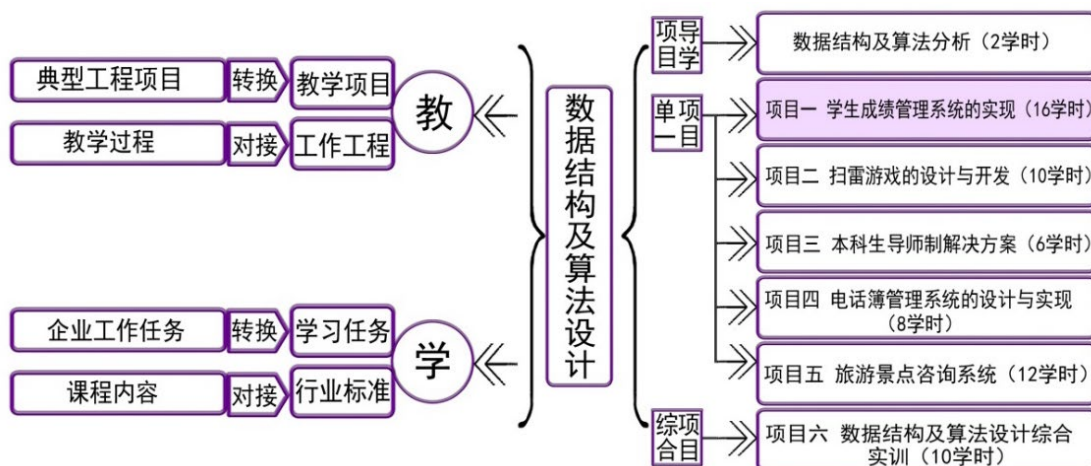 典型工程项目 转换 教学项目
教学过程 对接 工作工程
教
企业工作任务 转换 学习任务
课程内容 对接 行业标准
学
数据结构及算法设计
项目导学
数据结构及算法分析（2学时）
单一项目
项目一 学生成绩管理系统的实现（16学时）
项目二 扫雷游戏的设计与开发（10学时）
项目三 本科生导师制解决方案（6学时）
项目四 电话簿管理系统的设计与实现
（8学时）
项目五 旅游景点咨询系统（12学时）
综合项目
项目六 数据结构及算法设计综合
实训（10学时）